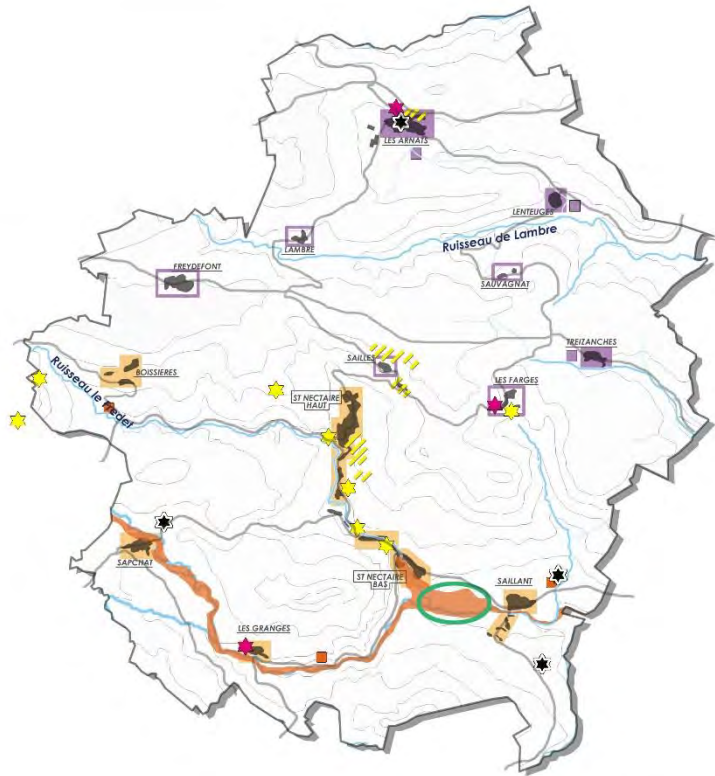 LES ARNATS
LENTEUGES
Ruisseau de Lambre
LAMBRE
FREYDEFONT
SAUVAGNAT
TREIZANCHES
SAILLES
BOISSIERES
Ruisseau le Fredet
LES FARGES
ST NECTAIRE
HAUT
SAPCHAT
ST NECTAIRE
BAS
SAILLANT
LES GRANGES